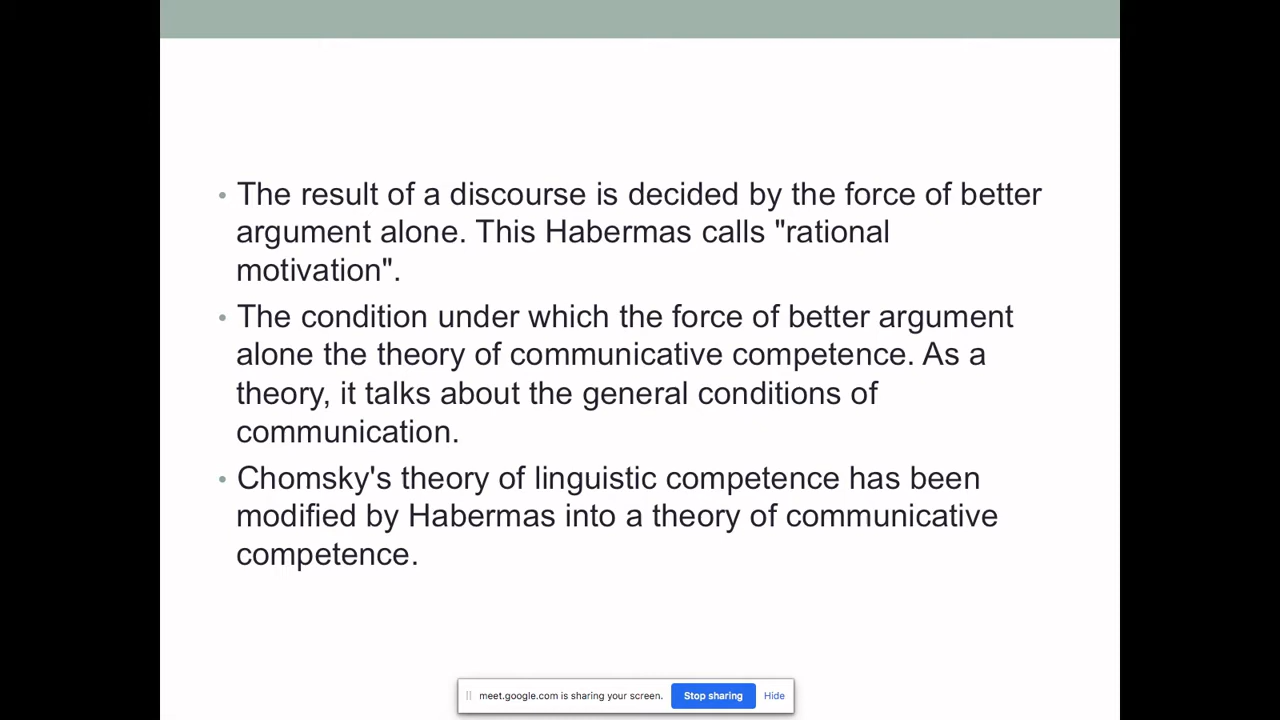 • The result of a discourse is decided by the force of better
argument alone. This Habermas calls "rational
motivation".
• The condition under which the force of better argument
alone the theory of communicative competence. As a
theory, it talks about the general conditions of
communication.
• Chomsky's theory of linguistic competence has been
modified by Habermas into a theory of communicative
competence.
meet.google.com is sharing your screen. Stop sharing Hide